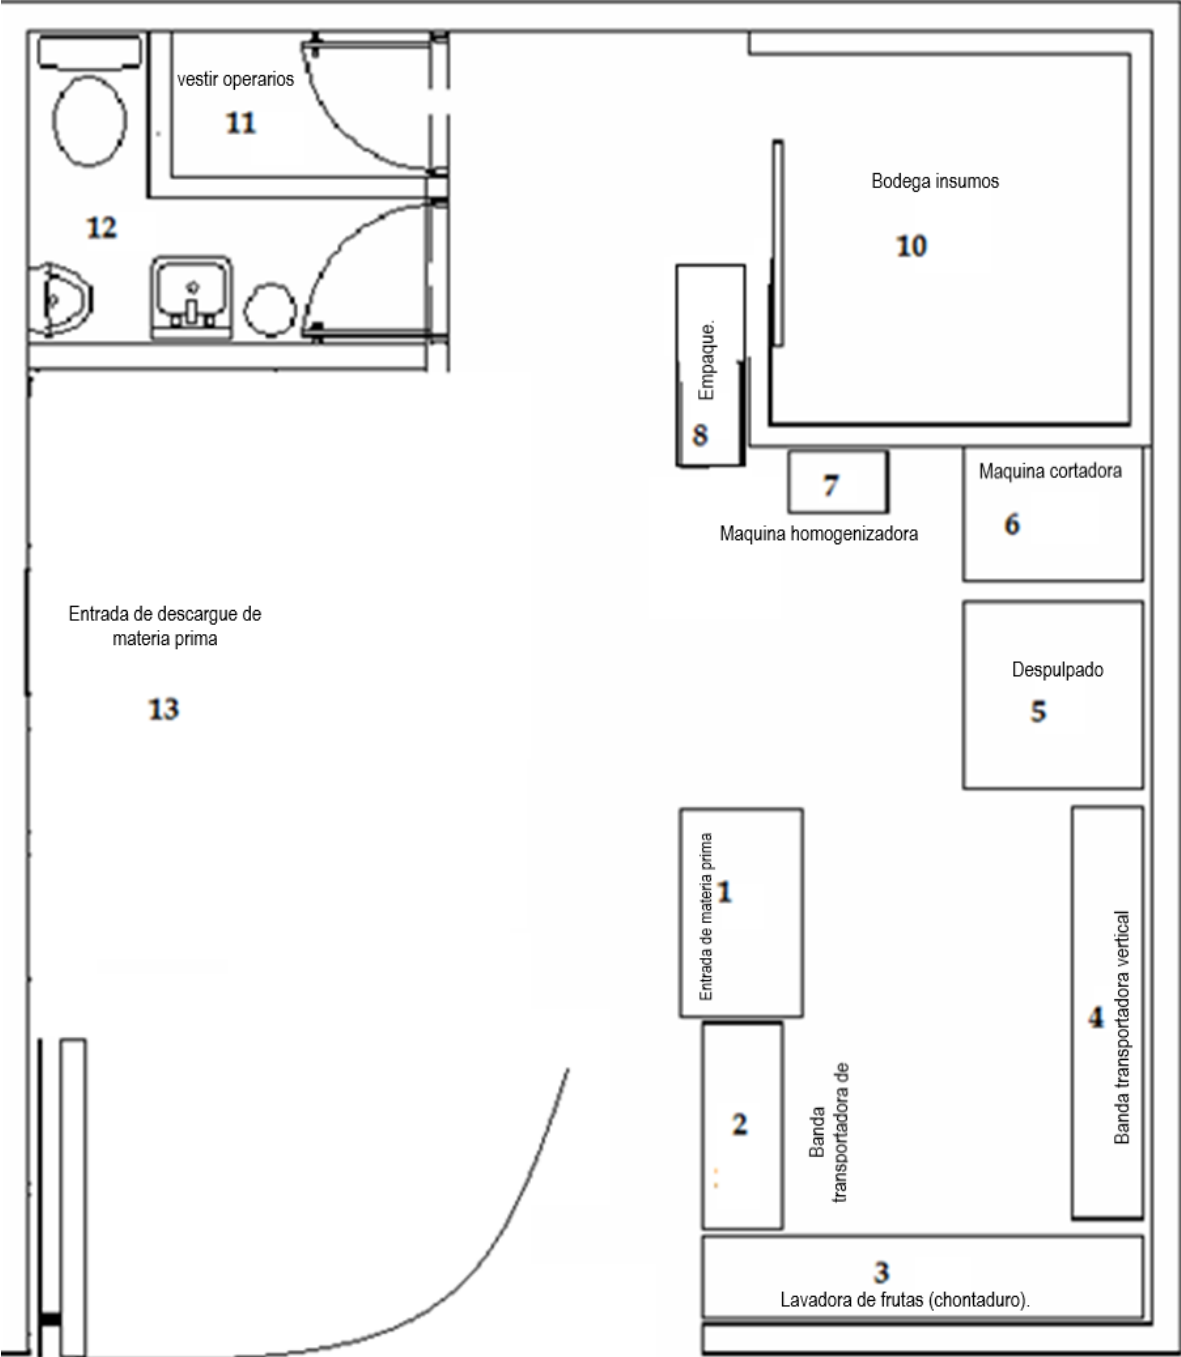 vestir operarios
11
12
Bodega insumos
10
Empaque.
8
7
Maquina homogenizadora
Maquina cortadora
6
Entrada de descargue de
materia prima
13
Despulpado
5
Entrada de materia prima
1
2
Banda
transportadora de
4
Banda transportadora vertical
3
Lavadora de frutas (chontaduro).